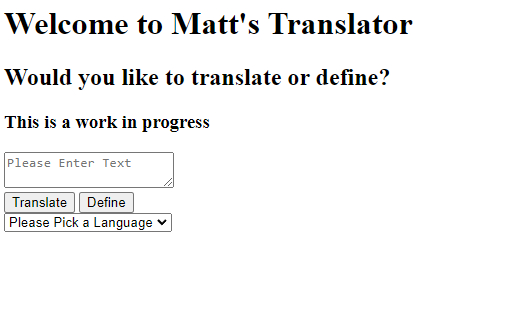 Welcome to Matt's Translator
Would you like to translate or define?
This is a work in progress
Please Enter Text
Translate Define
Please Pick a Language